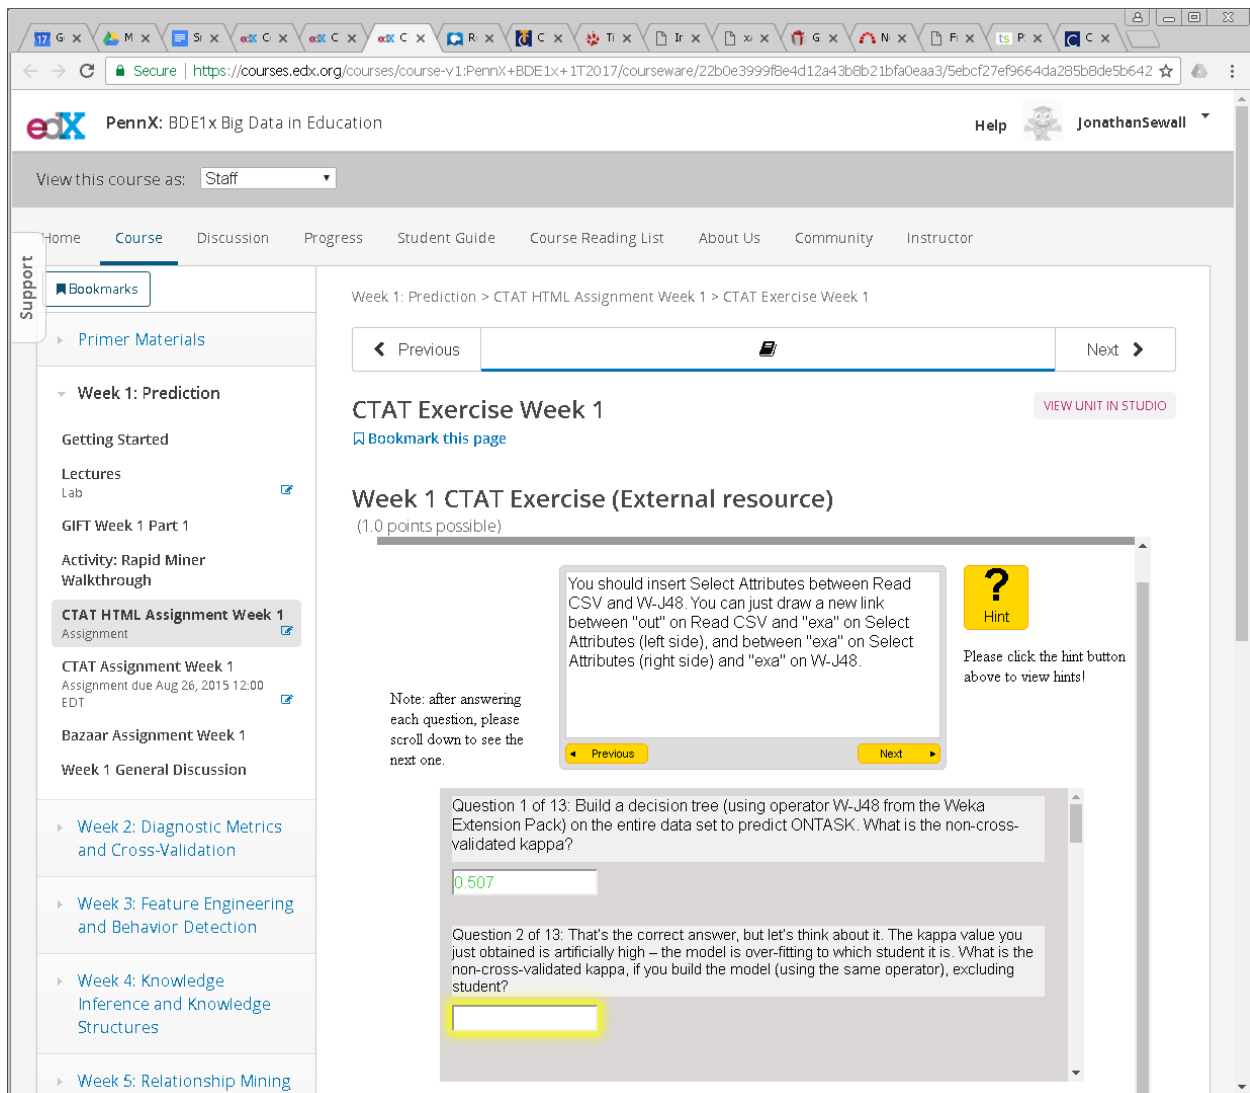 17 G
M
S
edX C
edX C
edX C
R
C
Ti
Ir
x/
G
N
Fi
ts P
C C
Secure | https://courses.edx.org/courses/course-v1:PennX+BDE1x+1T2017/courseware/22b0e3999f8e4d12a43b8b21bfa0eaa3/5ebcf27ef9664da285b8de5b642
edX PennX: BDE1x Big Data in Education
Help
JonathanSewall
View this course as: Staff
Home Course Discussion Progress Student Guide Course Reading List About Us Community Instructor
Support
Bookmarks
Primer Materials
Week 1: Prediction
Getting Started
Lectures
Lab
GIFT Week 1 Part 1
Activity: Rapid Miner
Walkthrough
CTAT HTML Assignment Week 1
Assignment
CTAT Assignment Week 1
Assignment due Aug 26, 2015 12:00
EDT
Bazaar Assignment Week 1
Week 1 General Discussion
Week 2: Diagnostic Metrics
and Cross-Validation
Week 3: Feature Engineering
and Behavior Detection
Week 4: Knowledge
Inference and Knowledge
Structures
Week 5: Relationship Mining
Week 1: Prediction > CTAT HTML Assignment Week 1 > CTAT Exercise Week 1
Previous
Next
CTAT Exercise Week 1
VIEW UNIT IN STUDIO
Bookmark this page
Week 1 CTAT Exercise (External resource)
(1.0 points possible)
Note: after answering
each question, please
scroll down to see the
next one.
You should insert Select Attributes between Read
CSV and W-J48. You can just draw a new link
between "out" on Read CSV and "exa" on Select
Attributes (left side), and between "exa" on Select
Attributes (right side) and "exa" on W-J48.
Previous
Next
?
Hint
Please click the hint button
above to view hints!
Question 1 of 13: Build a decision tree (using operator W-J48 from the Weka
Extension Pack) on the entire data set to predict ONTASK. What is the non-cross-
validated kappa?
0.507
Question 2 of 13: That's the correct answer, but let's think about it. The kappa value you
just obtained is artificially high – the model is over-fitting to which student it is. What is the
non-cross-validated kappa, if you build the model (using the same operator), excluding
student?